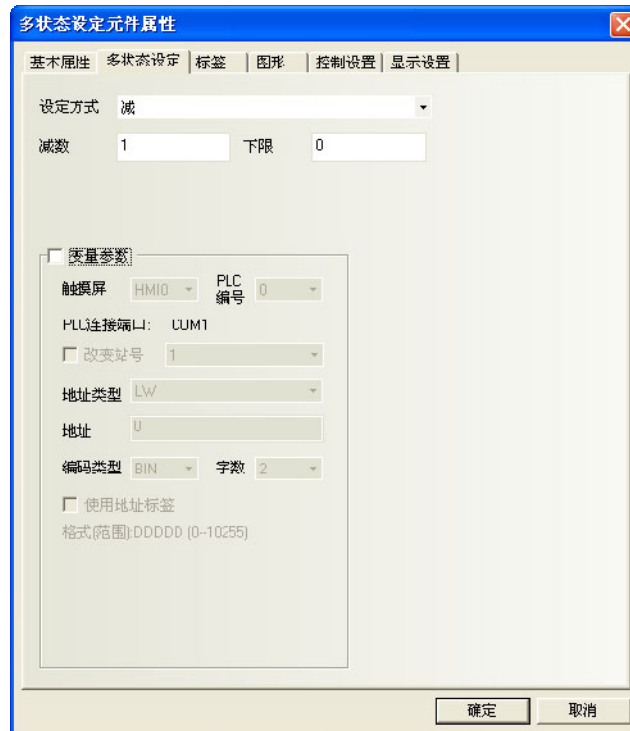 多状态设定元件属性
基本属性 多状态设定 标签 图形 控制设置 显示设置
设定方式 减
减数 1 下限 0
变量参数
触摸屏 HMI0 PLC编号 0
PLC连接端口: COM1
改变站号 1
地址类型 LW
地址 0
编码类型 BIN 字数 2
使用地址标签
格式(范围):DDDDD (0--10255)
确定 取消